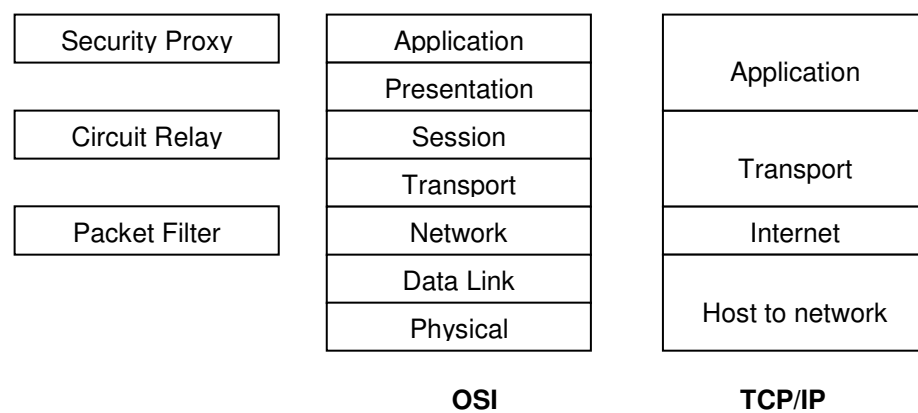 Security Proxy
Circuit Relay
Packet Filter
Application
Presentation
Session
Transport
Network
Data Link
Physical
OSI
Application
Transport
Internet
Host to network
TCP/IP